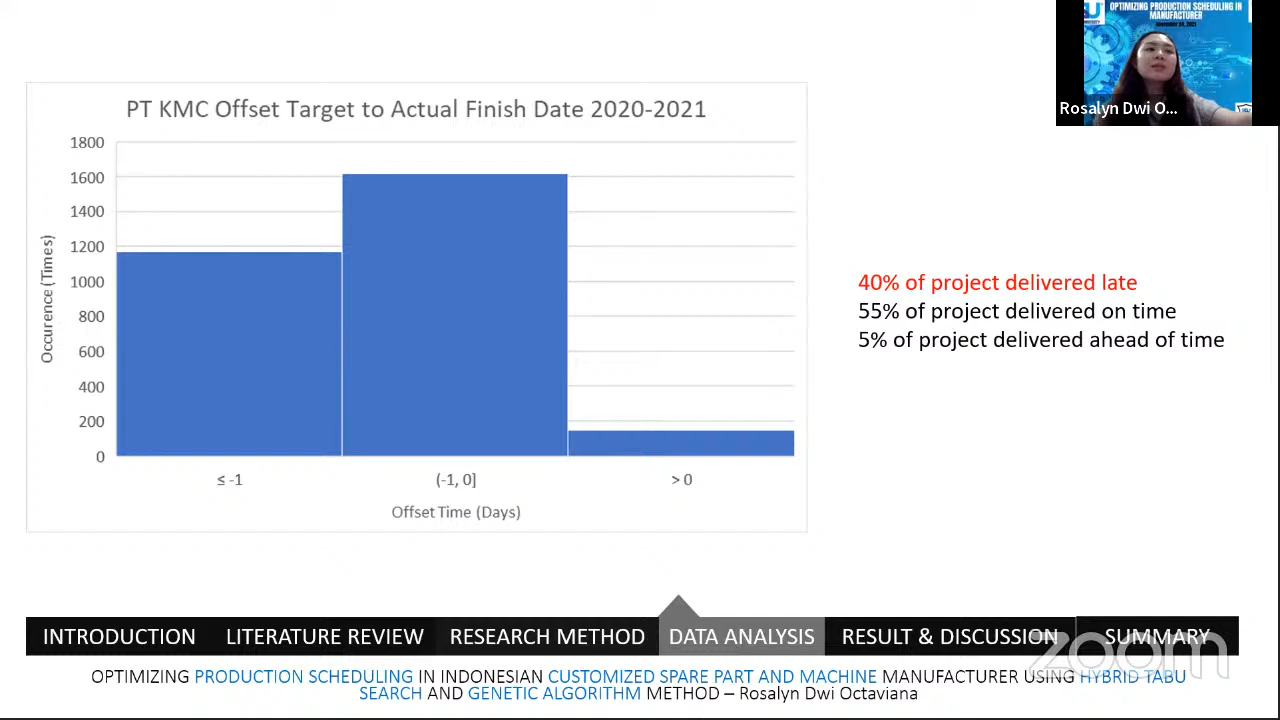 OPTIMIZING PRODUCTION SCHEDULING IN
MANUFACTURER
Rosalyn Dwi O...
PT KMC Offset Target to Actual Finish Date 2020-2021
1800
1600
1400
1200
1000
800
600
400
200
0
Occurence (Times)
≤ -1
(-1, 0]
> 0
Offset Time (Days)
40% of project delivered late
55% of project delivered on time
5% of project delivered ahead of time
INTRODUCTION
LITERATURE REVIEW
RESEARCH METHOD
DATA ANALYSIS
RESULT & DISCUSSION
SUMMARY
zoom
OPTIMIZING PRODUCTION SCHEDULING IN INDONESIAN CUSTOMIZED SPARE PART AND MACHINE MANUFACTURER USING HYBRID TABU
SEARCH AND GENETIC ALGORITHM METHOD – Rosalyn Dwi Octaviana